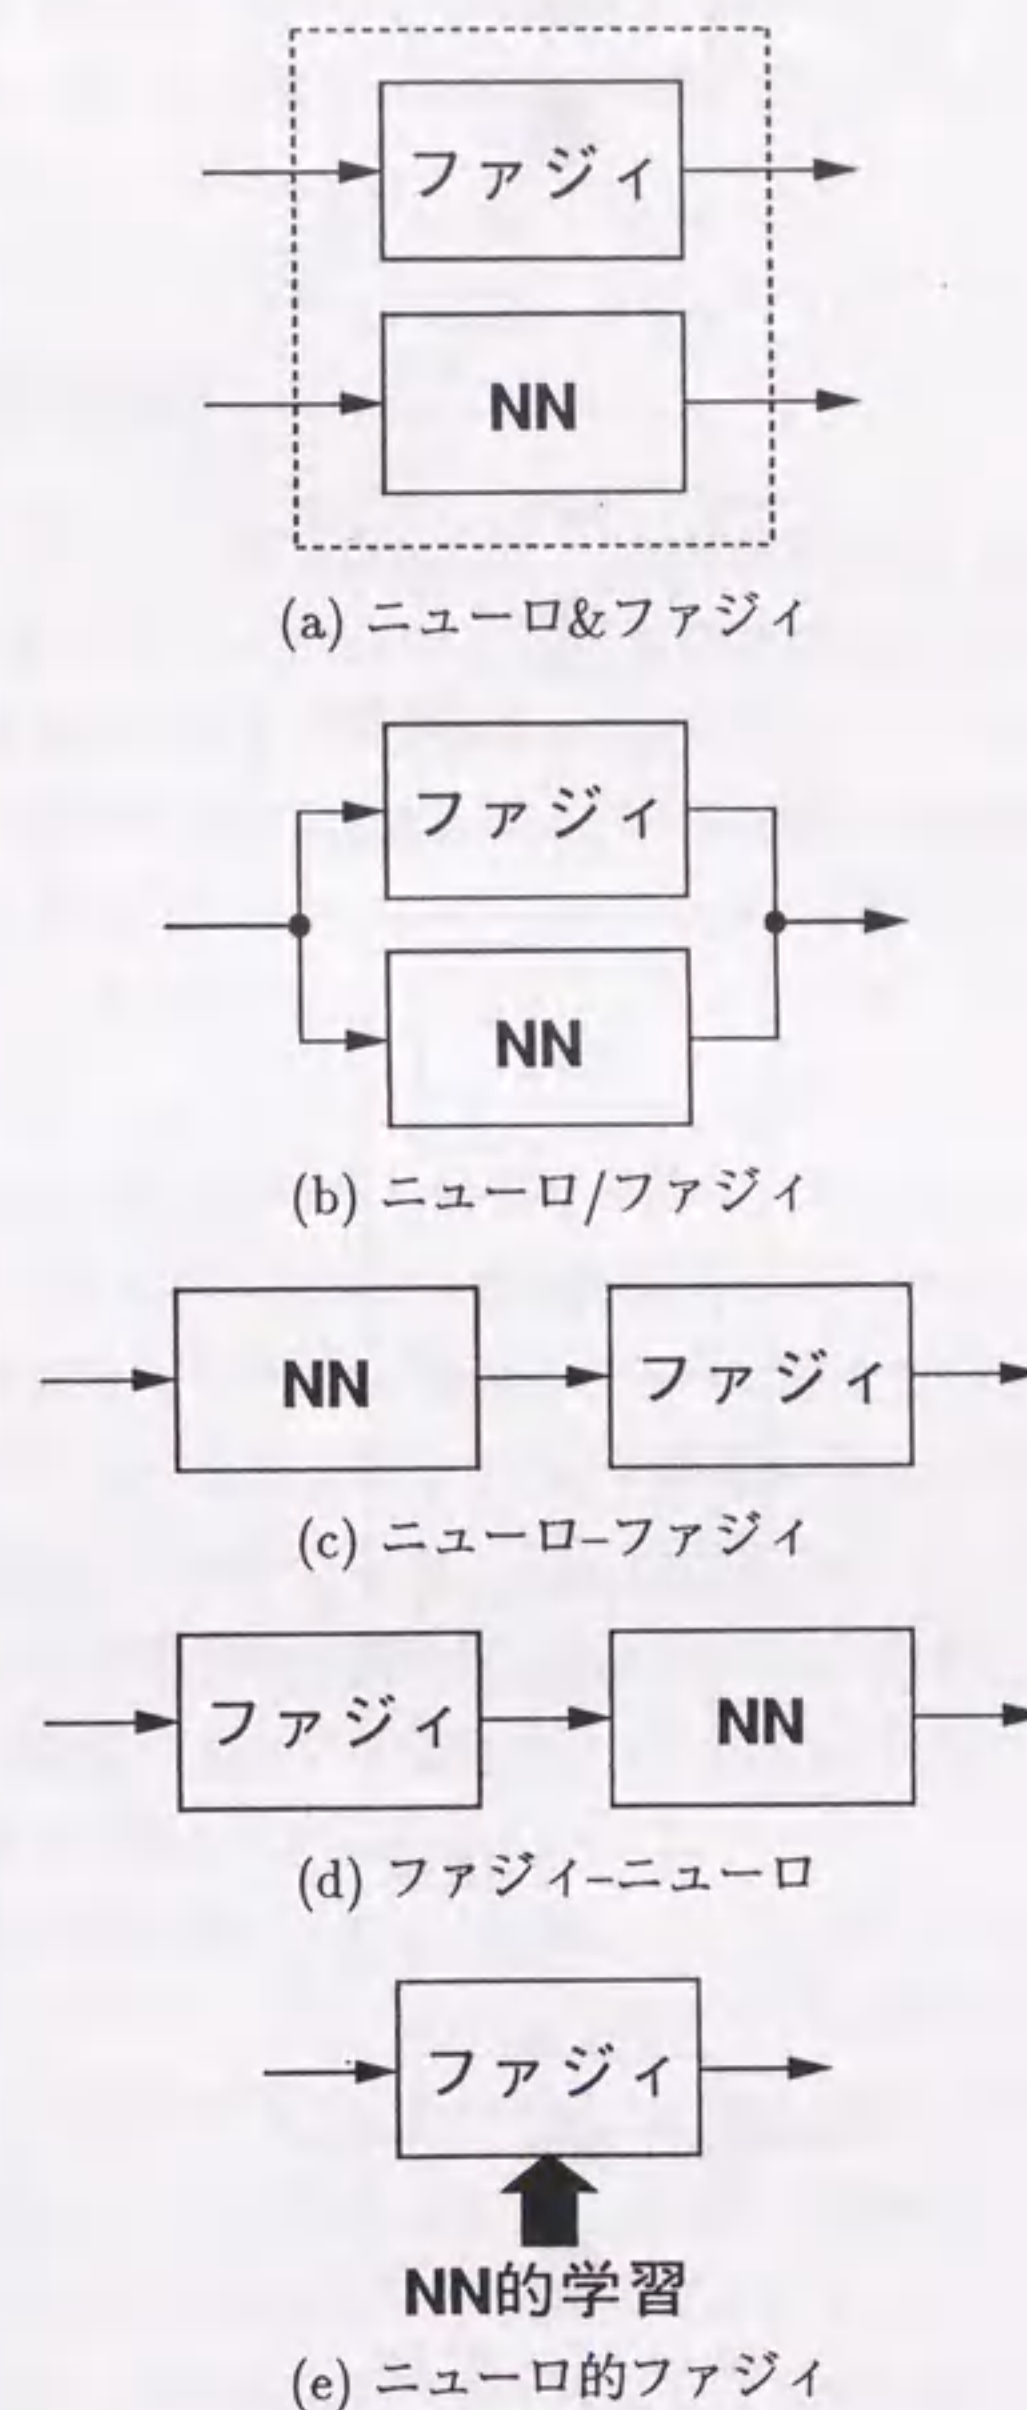 ファジィ
NN
(a) ニューロ&ファジィ
ファジィ
NN
(b) ニューロ/ファジィ
NN ファジィ
(c) ニューロ–ファジィ
ファジィ NN
(d) ファジィ–ニューロ
ファジィ
NN的学習
(e) ニューロ的ファジィ